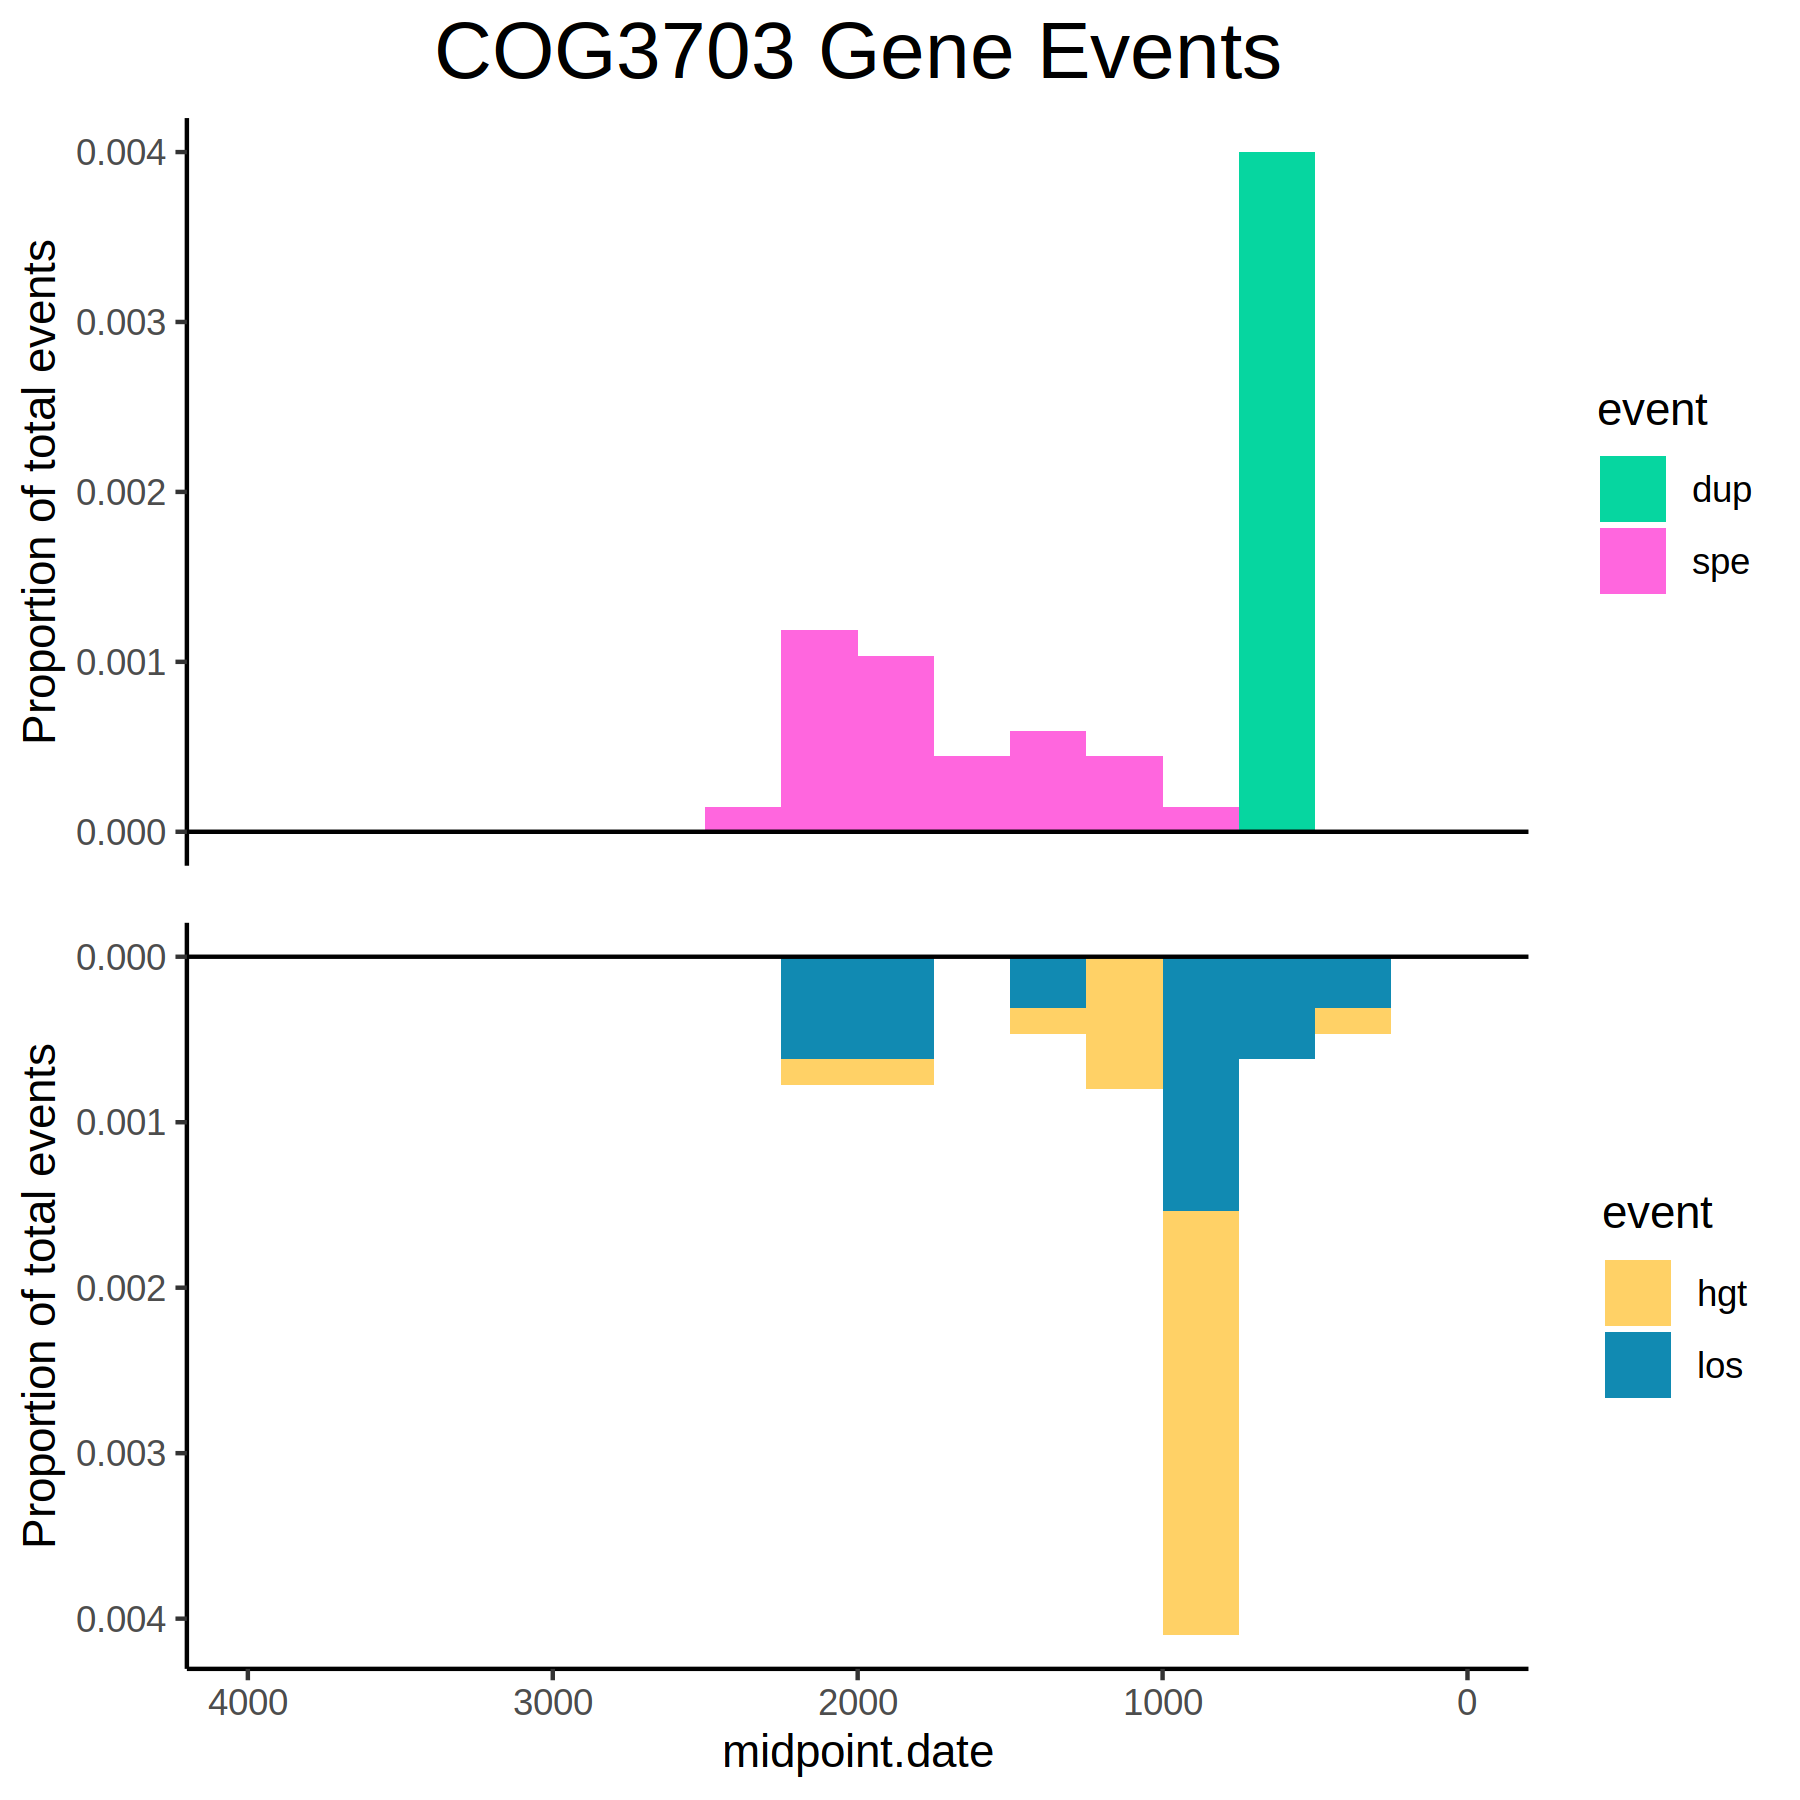 COG3703 Gene Events
Proportion of total events
0.004
0.003
0.002
0.001
0.000
event
dup
spe
Proportion of total events
0.000
0.001
0.002
0.003
0.004
event
hgt
los
4000 3000 2000 1000 0
midpoint.date